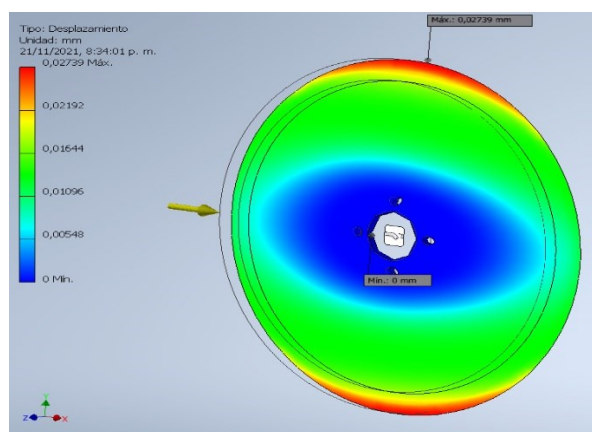 Tipo: Desplazamiento
Unidad: mm
21/11/2021, 8:34:01 p. m.
0,02739 Máx.
0,02192
0,01644
0,01096
0,00548
0 Mín.
Máx.: 0,02739 mm
Mín.: 0 mm
Y
Z
X